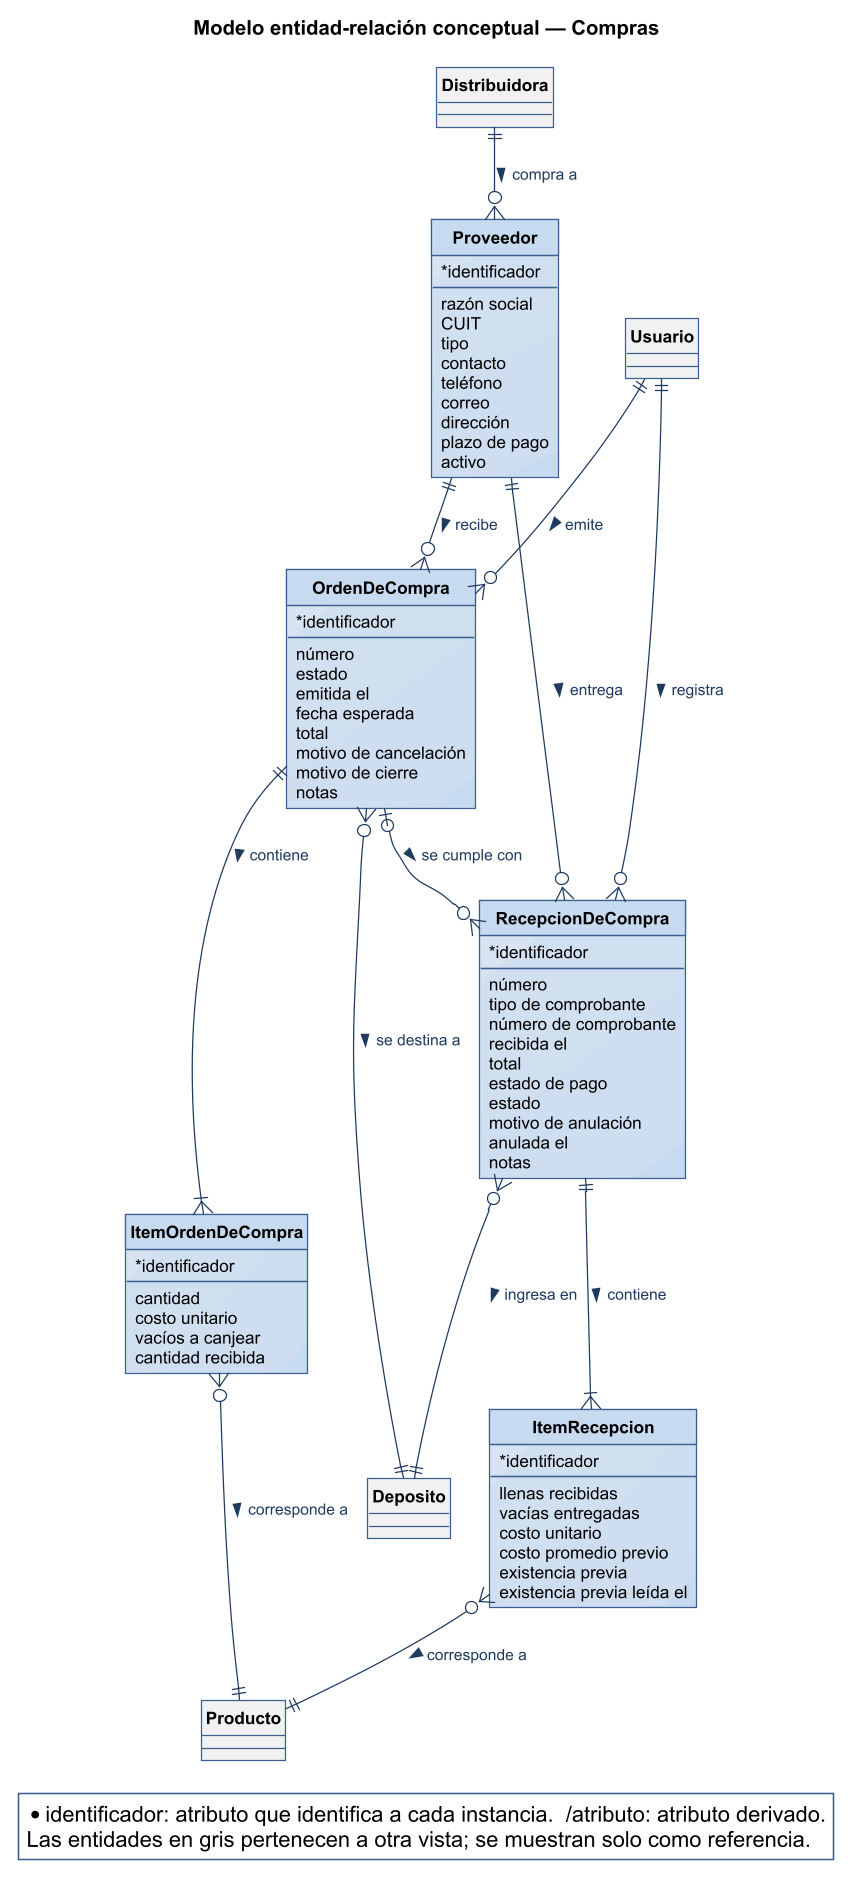 Modelo entidad-relación conceptual — Compras
Distribuidora
compra a
Proveedor
*identificador
razón social
CUIT
tipo
contacto
teléfono
correo
dirección
plazo de pago
activo
Usuario
recibe
emite
OrdenDeCompra
*identificador
número
estado
emitida el
fecha esperada
total
motivo de cancelación
motivo de cierre
notas
entrega
registra
contiene
se cumple con
RecepcionDeCompra
*identificador
número
tipo de comprobante
número de comprobante
recibida el
total
estado de pago
estado
motivo de anulación
anulada el
notas
se destina a
ItemOrdenDeCompra
*identificador
cantidad
costo unitario
vacíos a canjear
cantidad recibida
ingresa en
contiene
ItemRecepcion
*identificador
llenas recibidas
vacías entregadas
costo unitario
costo promedio previo
existencia previa
existencia previa leída el
Deposito
corresponde a
corresponde a
Producto
• identificador: atributo que identifica a cada instancia.  /atributo: atributo derivado.
Las entidades en gris pertenecen a otra vista; se muestran solo como referencia.